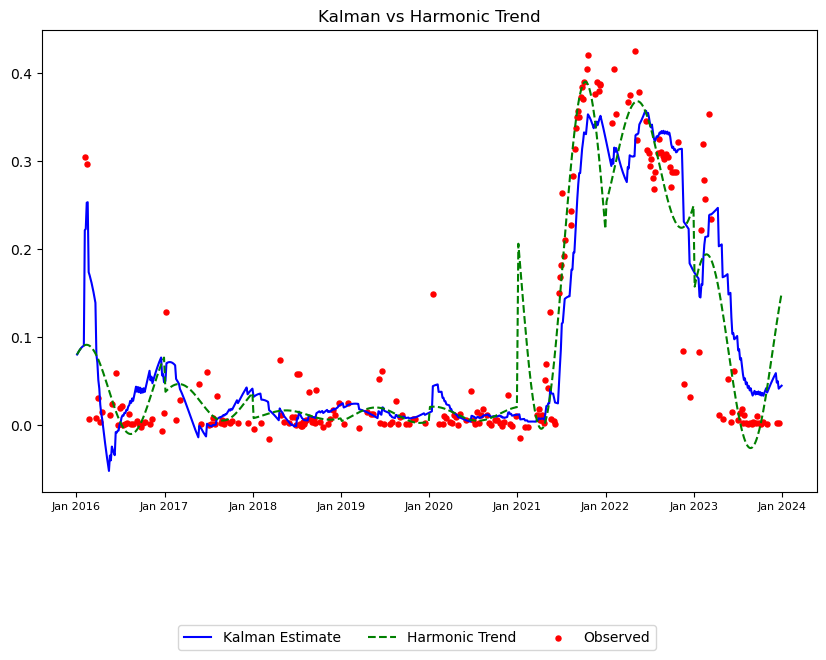 Kalman vs Harmonic Trend
0.4
0.3
0.2
0.1
0.0
Jan 2016 Jan 2017 Jan 2018 Jan 2019 Jan 2020 Jan 2021 Jan 2022 Jan 2023 Jan 2024
Kalman Estimate Harmonic Trend Observed